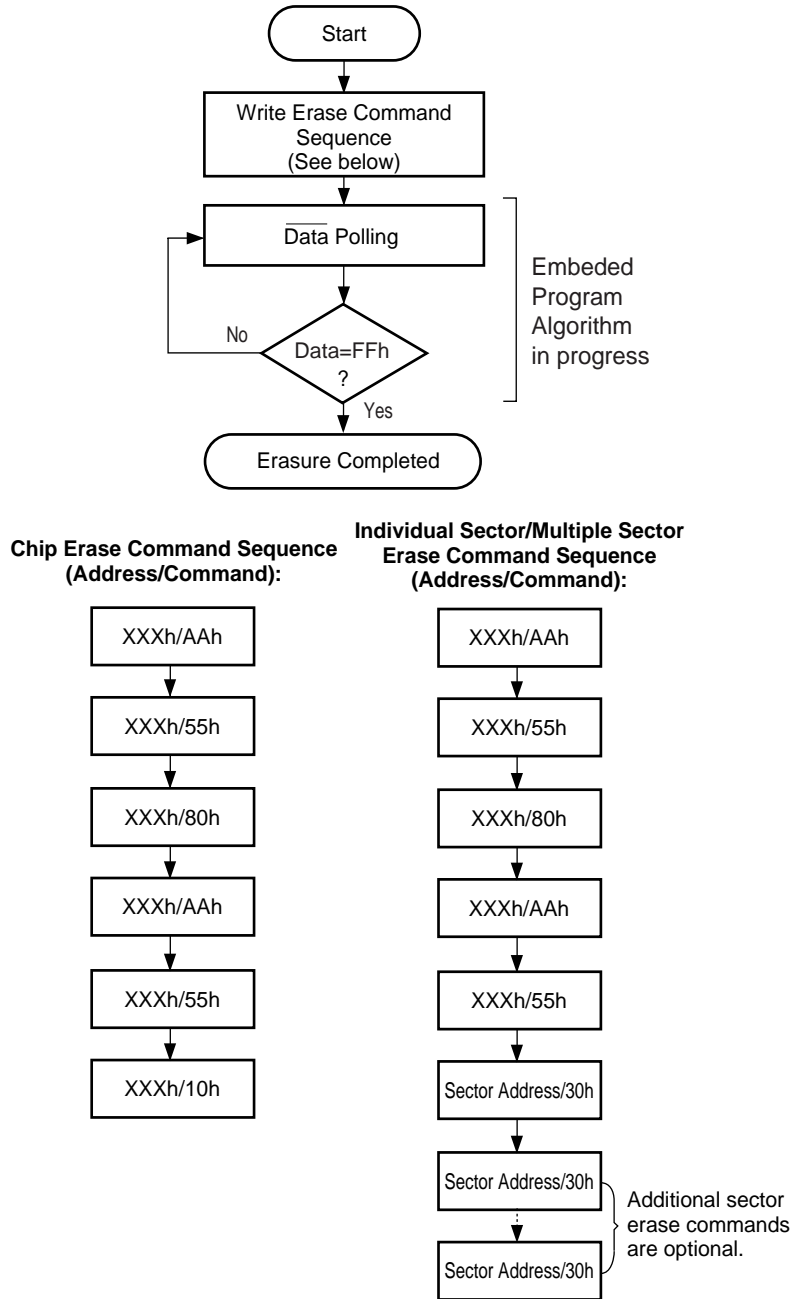 Start
Write Erase Command
Sequence
(See below)
Data Polling
Embeded
Program
Algorithm
in progress
No
Data=FFh
?
Yes
Erasure Completed
Chip Erase Command Sequence
(Address/Command):
XXXh/AAh
XXXh/55h
XXXh/80h
XXXh/AAh
XXXh/55h
XXXh/10h
Individual Sector/Multiple Sector
Erase Command Sequence
(Address/Command):
XXXh/AAh
XXXh/55h
XXXh/80h
XXXh/AAh
XXXh/55h
Sector Address/30h
Sector Address/30h
Sector Address/30h
Additional sector
erase commands
are optional.